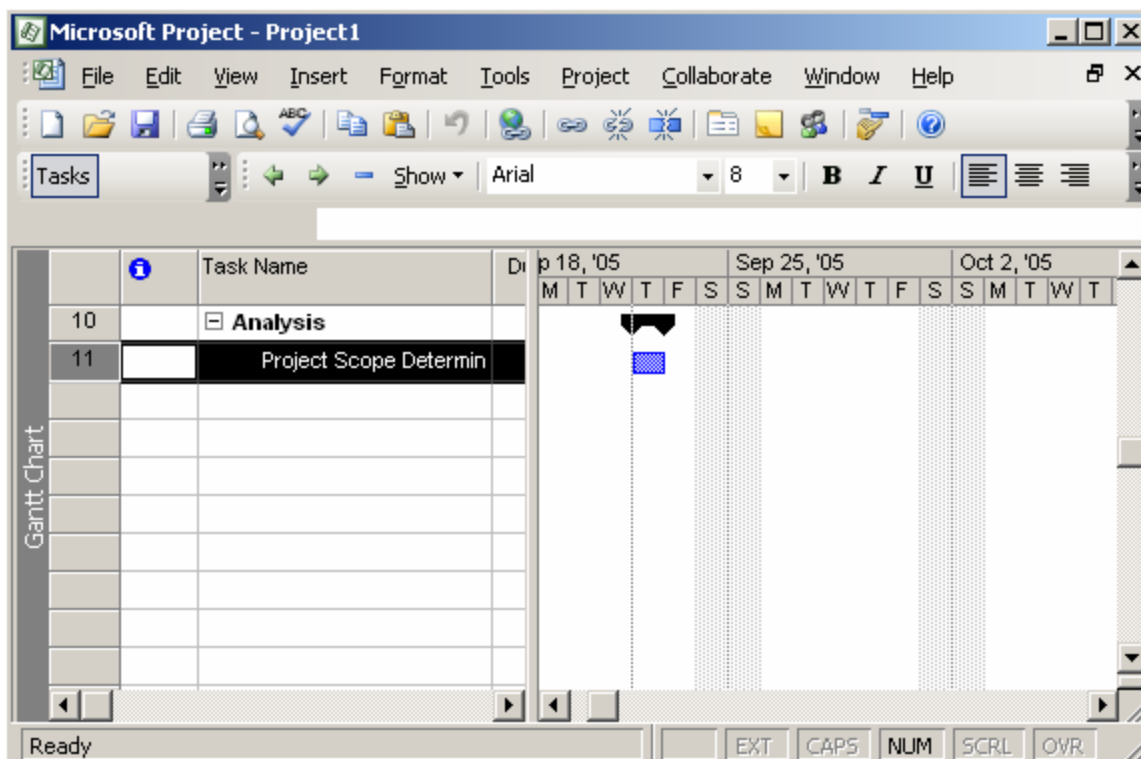 Microsoft Project - Project1
File Edit View Insert Format Tools Project Collaborate Window Help
ABC
Tasks Show Arial 8 B I U
Task Name Du p 18, '05 Sep 25, '05 Oct 2, '05
M T W T F S S M T W T F S S M T W T
10 Analysis
11 Project Scope Determin
Gantt Chart
Ready EXT CAPS NUM SCRL OVR